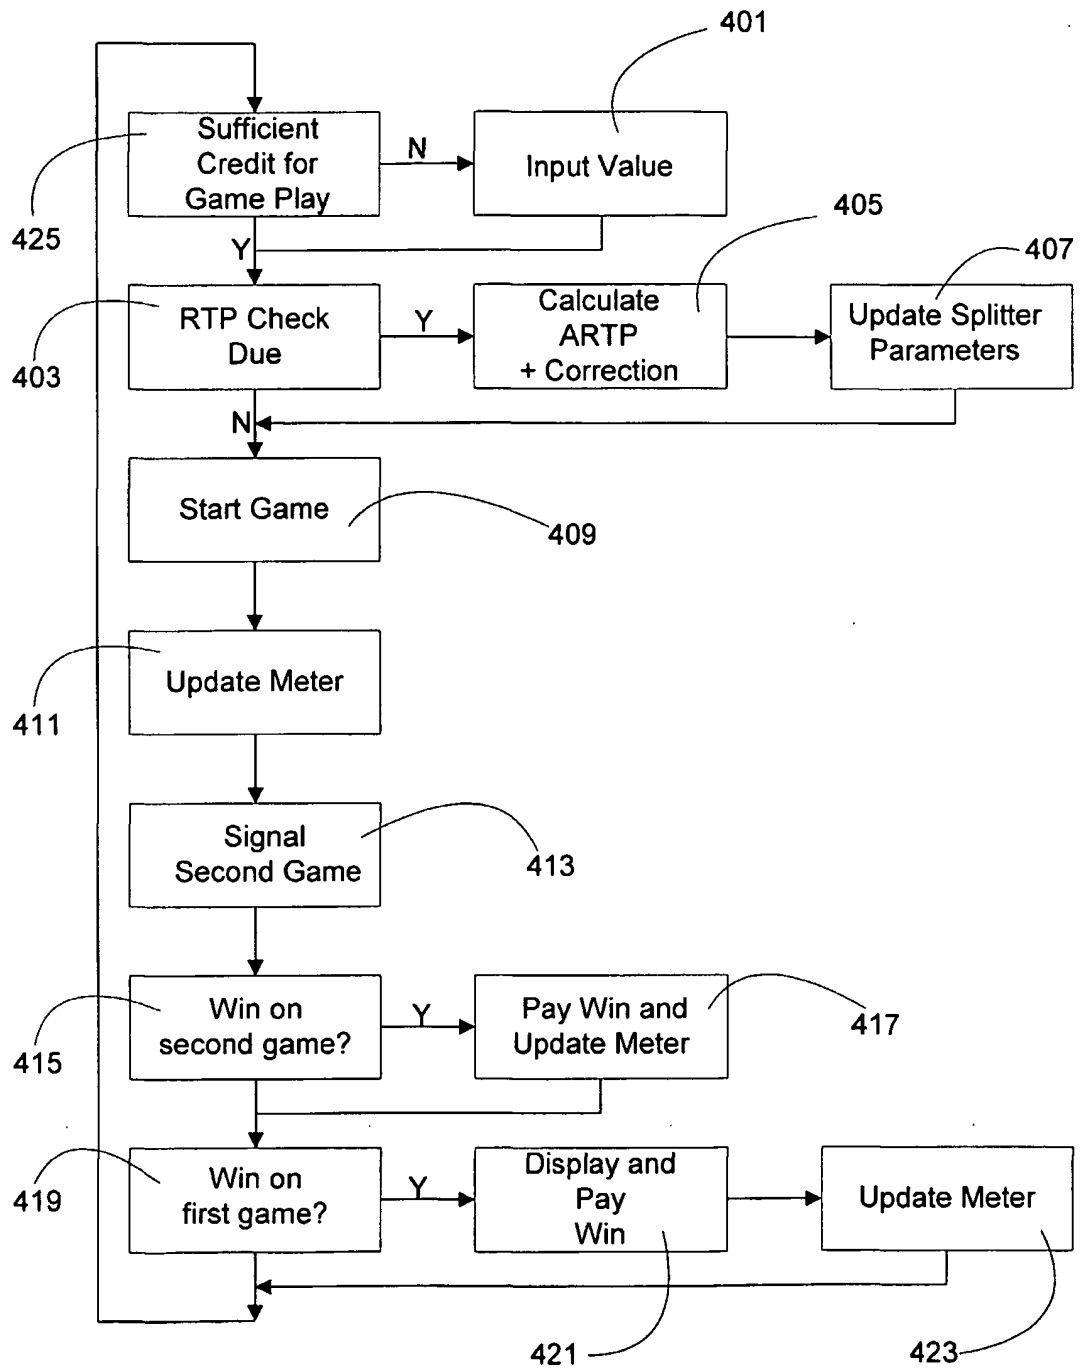 401
Sufficient
Credit for
Game Play
N
Input Value
425
Y
405
407
RTP Check
Due
Y
Calculate
ARTP
+ Correction
Update Splitter
Parameters
403
N
Start Game
409
Update Meter
411
Signal
Second Game
413
Win on
second game?
Y
Pay Win and
Update Meter
417
415
Win on
first game?
Y
Display and
Pay
Win
Update Meter
419
421
423